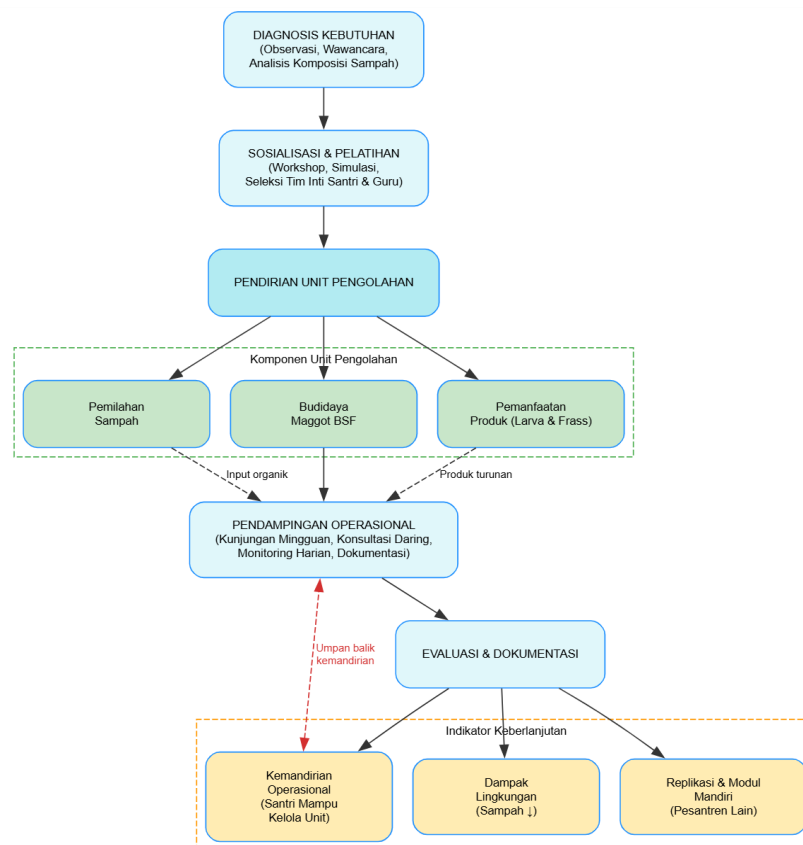 DIAGNOSIS KEBUTUHAN
(Observasi, Wawancara,
Analisis Komposisi Sampah)
SOSIALISASI & PELATIHAN
(Workshop, Simulasi,
Seleksi Tim Inti Santri & Guru)
PENDIRIAN UNIT PENGOLAHAN
Komponen Unit Pengolahan
Pemilahan
Sampah
Budidaya
Maggot BSF
Pemanfaatan
Produk (Larva & Frass)
Input organik
Produk turunan
PENDAMPINGAN OPERASIONAL
(Kunjungan Mingguan, Konsultasi Daring,
Monitoring Harian, Dokumentasi)
Umpan balik
kemandirian
EVALUASI & DOKUMENTASI
Indikator Keberlanjutan
Kemandirian
Operasional
(Santri Mampu
Kelola Unit)
Dampak
Lingkungan
(Sampah ↓)
Replikasi & Modul
Mandiri
(Pesantren Lain)